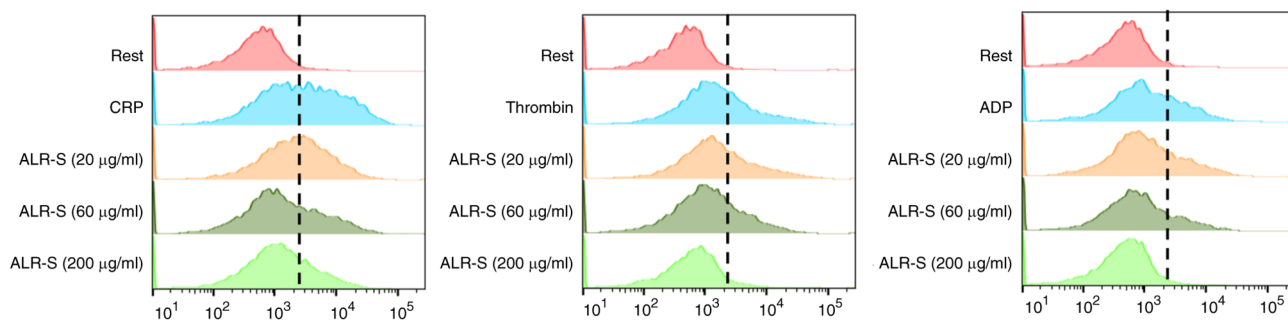 Rest
CRP
ALR-S (20 μg/ml)
ALR-S (60 μg/ml)
ALR-S (200 μg/ml)
10¹ 10² 10³ 10⁴ 10⁵
Rest
Thrombin
ALR-S (20 μg/ml)
ALR-S (60 μg/ml)
ALR-S (200 μg/ml)
10¹ 10² 10³ 10⁴ 10⁵
Rest
ADP
ALR-S (20 μg/ml)
ALR-S (60 μg/ml)
ALR-S (200 μg/ml)
10¹ 10² 10³ 10⁴ 10⁵